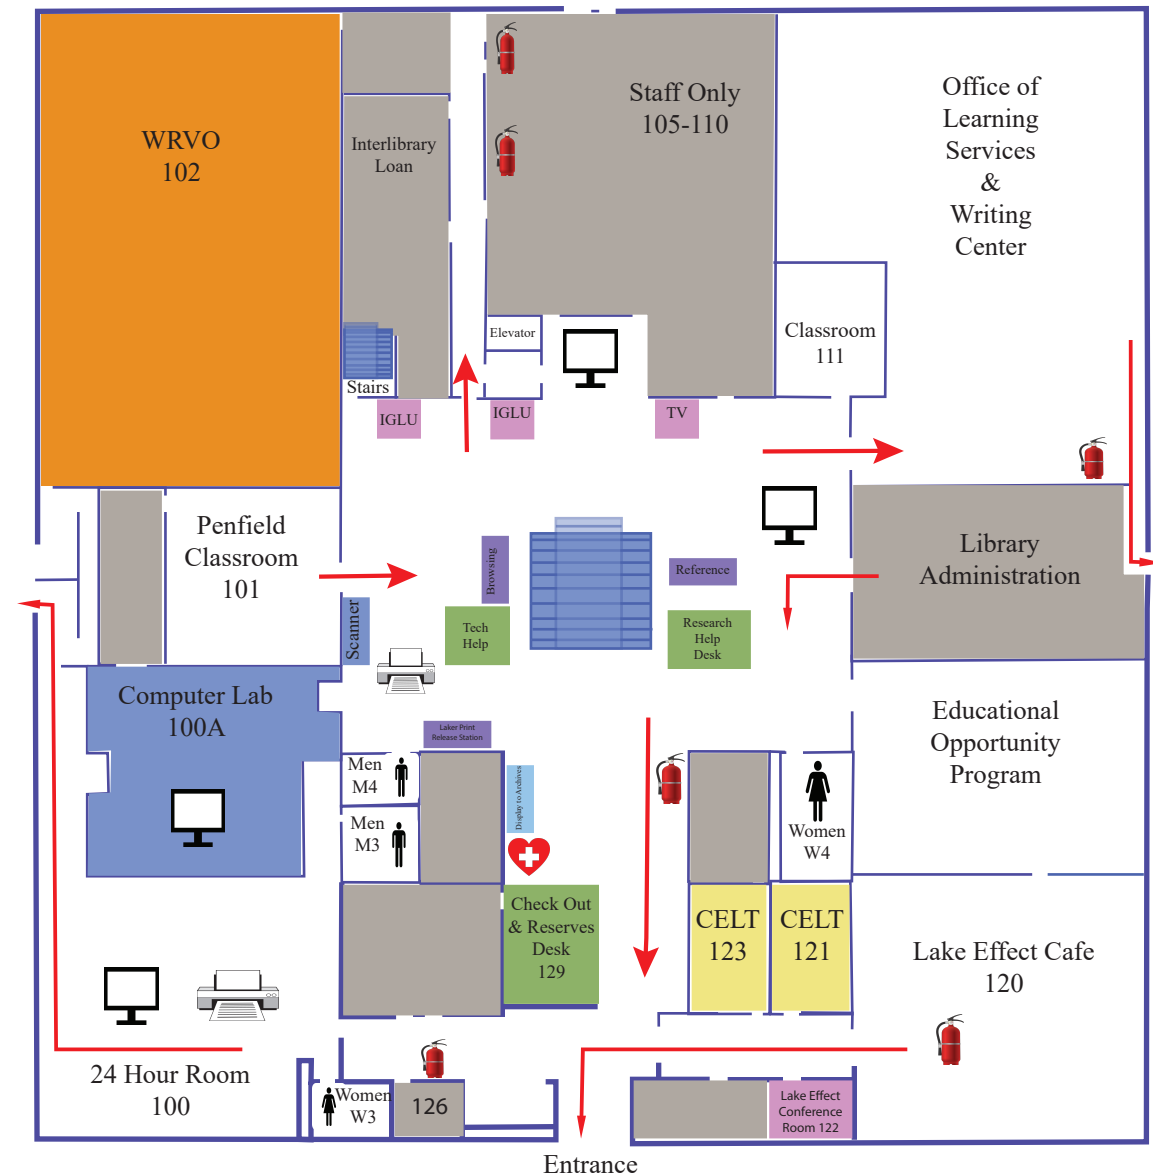 WRVO
102
Interlibrary
Loan
Staff Only
105-110
Office of
Learning
Services
&
Writing
Center
Elevator
Classroom
111
Stairs
IGLU
IGLU
TV
Penfield
Classroom
101
Browsing
Reference
Library
Administration
Scanner
Tech
Help
Research
Help
Desk
Computer Lab
100A
Laker Print
Release Station
Educational
Opportunity
Program
Men
M4
Display to Archives
Men
M3
Women
W4
Check Out
& Reserves
Desk
129
CELT
123
CELT
121
Lake Effect Cafe
120
24 Hour Room
100
Women
W3
126
Lake Effect
Conference
Room 122
Entrance